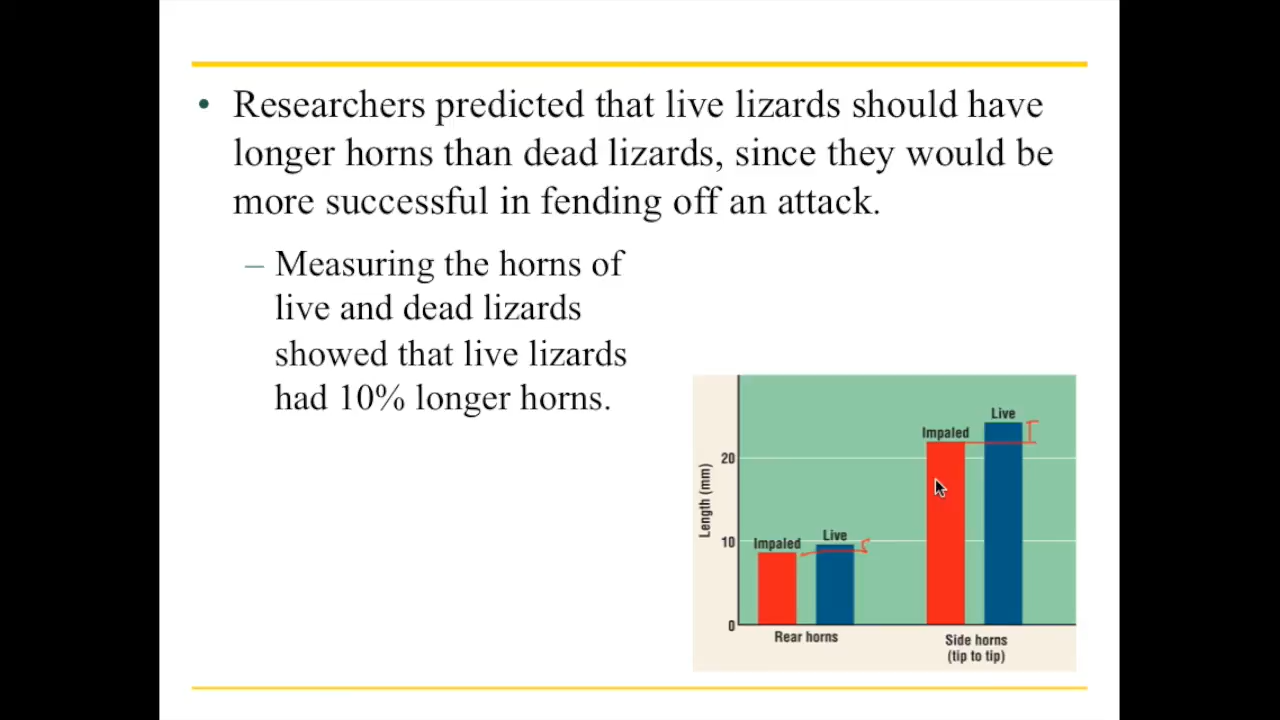 • Researchers predicted that live lizards should have
longer horns than dead lizards, since they would be
more successful in fending off an attack.
– Measuring the horns of
live and dead lizards
showed that live lizards
had 10% longer horns.
Live
Impaled
20
Length (mm)
Live
Impaled
10
0
Rear horns
Side horns
(tip to tip)